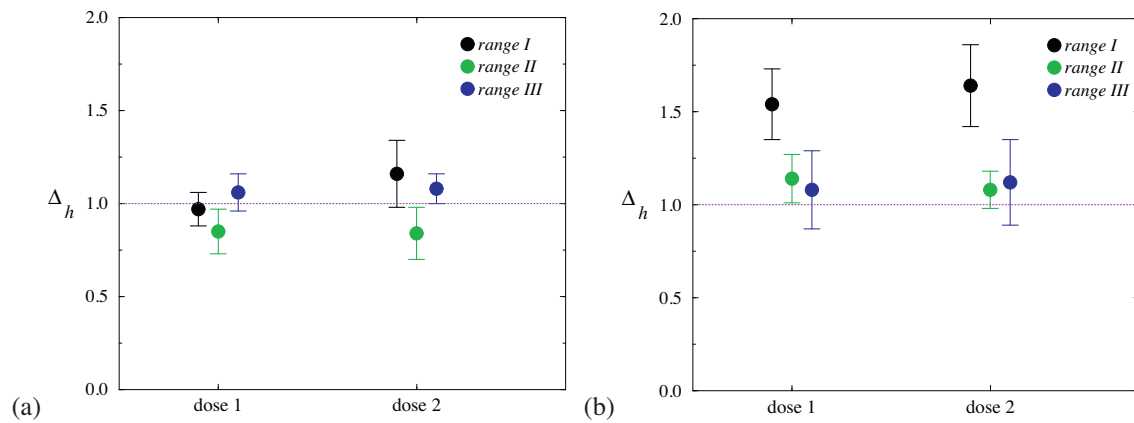 2.0
range I
range II
range III
1.5
Δh
1.0
0.5
0.0
dose 1
dose 2
(a)
2.0
range I
range II
range III
1.5
Δh
1.0
0.5
0.0
dose 1
dose 2
(b)